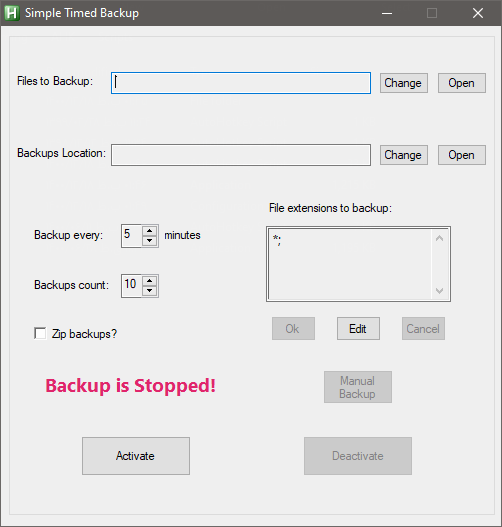 H Simple Timed Backup
Files to Backup:
Change
Open
Backups Location:
Change
Open
File extensions to backup:
Backup every: 5 minutes
*;
Backups count: 10
Ok
Edit
Cancel
Zip backups?
Backup is Stopped!
Manual
Backup
Activate
Deactivate